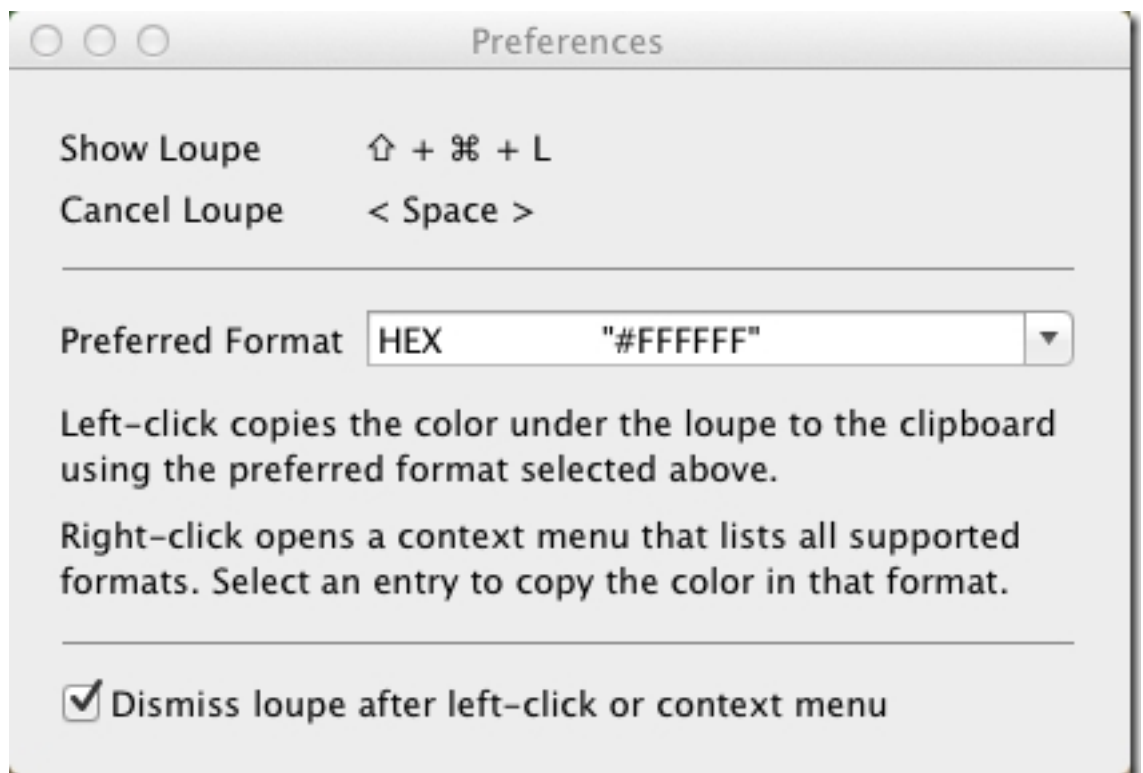 Preferences
Show Loupe ⇧ + ⌘ + L
Cancel Loupe < Space >
Preferred Format HEX "#FFFFFF"
Left-click copies the color under the loupe to the clipboard
using the preferred format selected above.
Right-click opens a context menu that lists all supported
formats. Select an entry to copy the color in that format.
Dismiss loupe after left-click or context menu